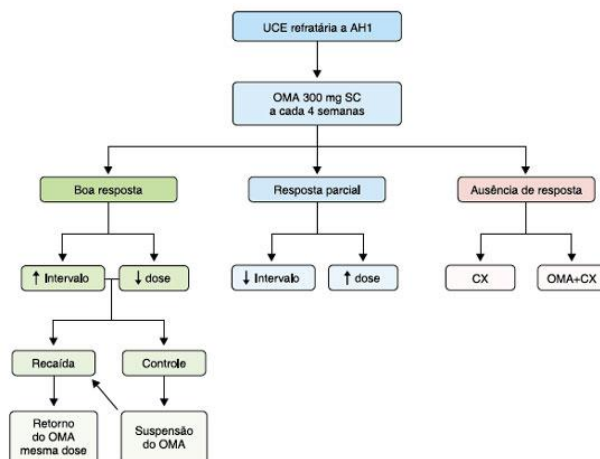 UCE refratária a AH1
OMA 300 mg SC
a cada 4 semanas
Boa resposta
Resposta parcial
Ausência de resposta
↑ Intervalo
↓ dose
↓ Intervalo
↑ dose
CX
OMA+CX
Recaída
Controle
Retorno
do OMA
mesma dose
Suspensão
do OMA